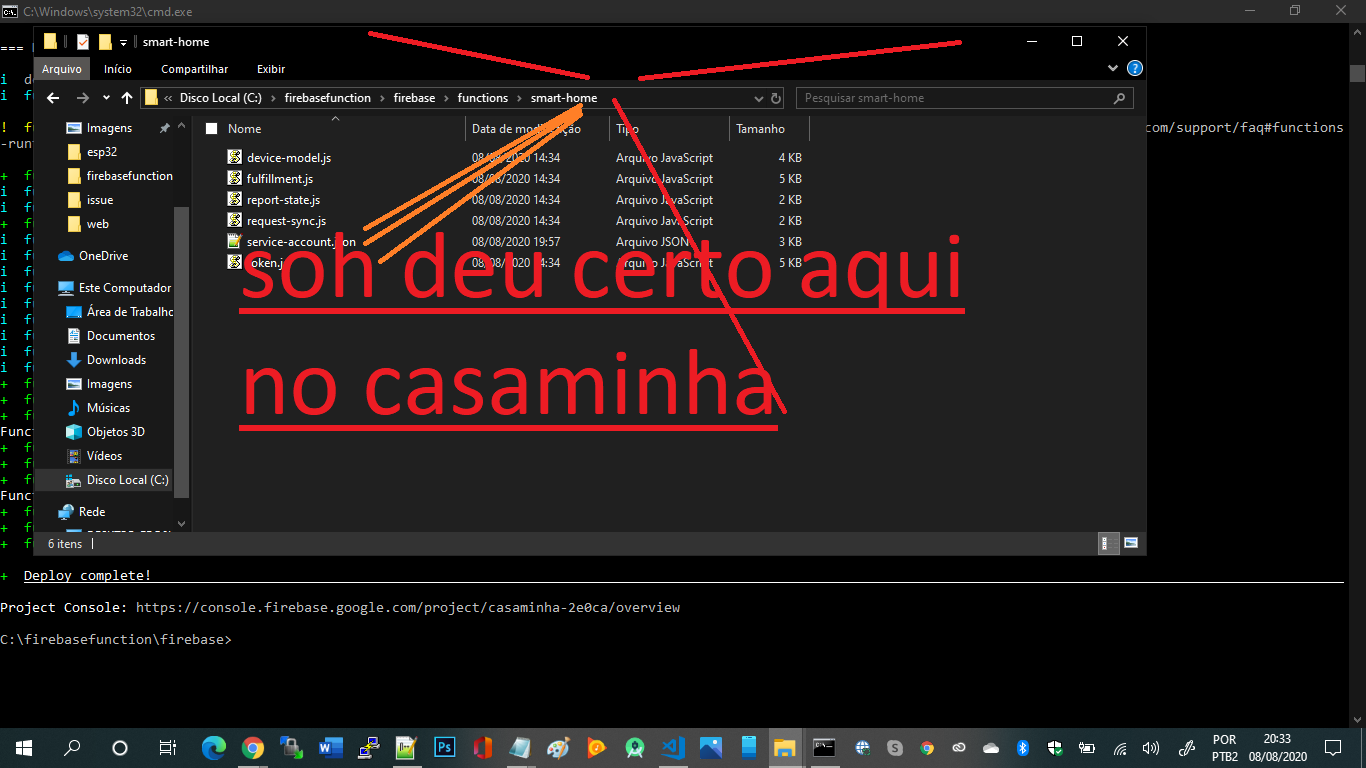 C:\Windows\system32\cmd.exe
smart-home
===
Arquivo Início Compartilhar Exibir
« Disco Local (C:) › firebasefunction › firebase › functions › smart-home
Pesquisar smart-home
Nome Data de modificação Tipo Tamanho
.com/support/faq#functions
-run
Imagens
esp32
firebasefunction
issue
web
OneDrive
Este Computador
Área de Trabalho
Documentos
Downloads
Imagens
Músicas
Objetos 3D
Vídeos
Disco Local (C:)
Rede
device-model.js 08/08/2020 14:34 Arquivo JavaScript 4 KB
fulfillment.js 08/08/2020 14:34 Arquivo JavaScript 5 KB
report-state.js 08/08/2020 14:34 Arquivo JavaScript 2 KB
request-sync.js 08/08/2020 14:34 Arquivo JavaScript 2 KB
service-account.json 08/08/2020 19:57 Arquivo JSON 3 KB
token.js 08/08/2020 14:34 Arquivo JavaScript 5 KB
soh deu certo aqui
no casaminha
Func
Func
6 itens
+ Deploy complete!
Project Console: https://console.firebase.google.com/project/casaminha-2e0ca/overview
C:\firebasefunction\firebase>
POR
PTB2
20:33
08/08/2020